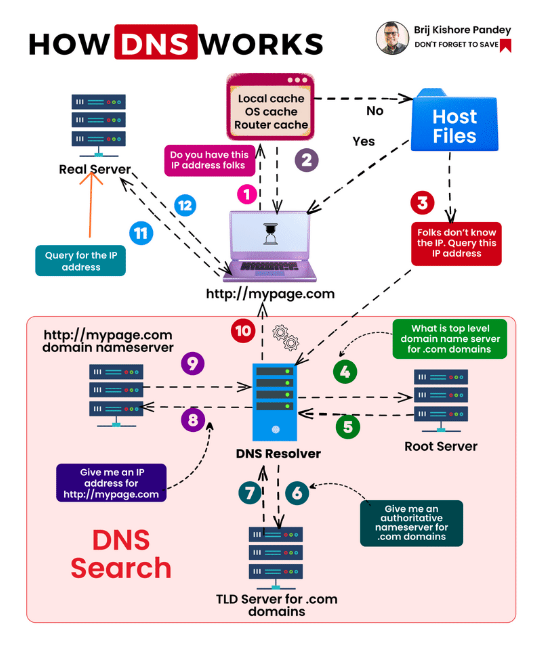 HOW DNS WORKS
Brij Kishore Pandey
DON'T FORGET TO SAVE
Local cache
OS cache
Router cache
No
Yes
Host
Files
Real Server
Do you have this
IP address folks
1
2
3
12
11
Folks don't know
the IP. Query this
IP address
Query for the IP
address
http://mypage.com
10
http://mypage.com
domain nameserver
What is top level
domain name server
for .com domains
9
4
8
5
DNS Resolver
Root Server
Give me an IP
address for
http://mypage.com
7
6
Give me an
authoritative
nameserver for
.com domains
DNS
Search
TLD Server for .com
domains